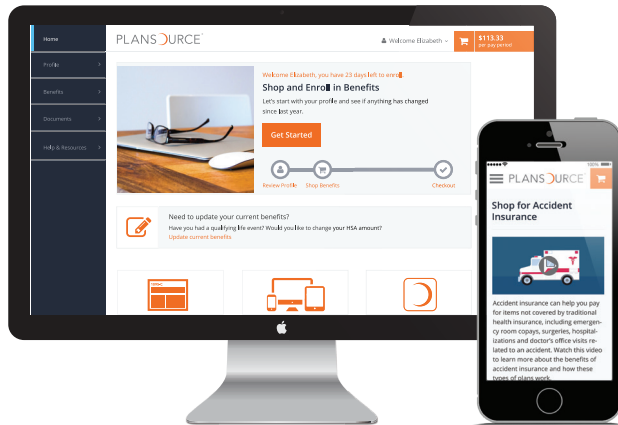 Home
PLANSOURCE
Welcome Elizabeth
$113.33
per pay period
Profile
Benefits
Documents
Help & Resources
Welcome Elizabeth, you have 23 days left to enroll.
Shop and Enroll in Benefits
Let's start with your profile and see if anything has changed
since last year.
Get Started
Review Profile Shop Benefits Checkout
Need to update your current benefits?
Have you had a qualifying life event? Would you like to change your HSA amount?
Update current benefits
100%
PLANSOURCE
Shop for Accident
Insurance
Accident insurance can help you pay
for items not covered by traditional
health insurance, including emergen-
cy room copays, surgeries, hospital-
izations and doctor's office visits re-
lated to an accident. Watch this video
to learn more about the benefits of
accident insurance and how these
types of plans work.